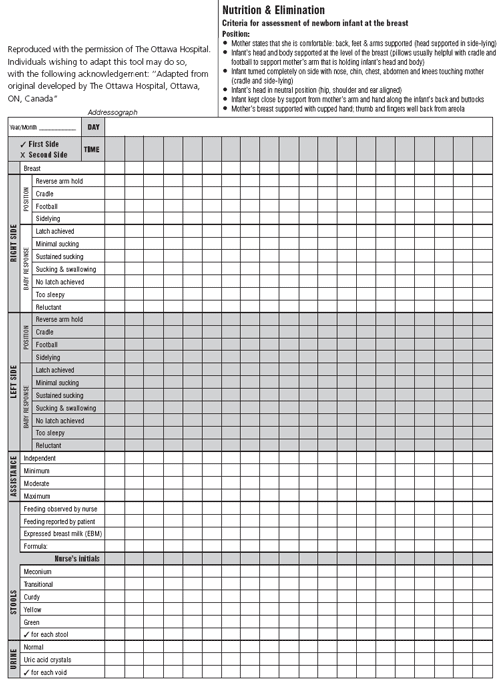 Reproduced with the permission of The Ottawa Hospital.
Individuals wishing to adapt this tool may do so,
with the following acknowledgement: "Adapted from
original developed by The Ottawa Hospital, Ottawa,
ON, Canada"
Addressograph
Nutrition & Elimination
Criteria for assessment of newborn infant at the breast
Position:
● Mother states that she is comfortable: back, feet & arms supported (head supported in side-lying)
● Infant's head and body supported at the level of the breast (pillows usually helpful with cradle and
football to support mother's arm that is holding infant's head and body)
● Infant turned completely on side with nose, chin, chest, abdomen and knees touching mother
(cradle and side-lying)
● Infant's head in neutral position (hip, shoulder and ear aligned)
● Infant kept close by support from mother's arm and hand along the infant's back and buttocks
● Mother's breast supported with cupped hand; thumb and fingers well back from areola
Year/Month ____________ DAY
✓ First Side
X Second Side
TIME
Breast
RIGHT SIDE
POSITION
Reverse arm hold
Cradle
Football
Sidelying
BABY RESPONSE
Latch achieved
Minimal sucking
Sustained sucking
Sucking & swallowing
No latch achieved
Too sleepy
Reluctant
LEFT SIDE
POSITION
Reverse arm hold
Cradle
Football
Sidelying
BABY RESPONSE
Latch achieved
Minimal sucking
Sustained sucking
Sucking & swallowing
No latch achieved
Too sleepy
Reluctant
ASSISTANCE
Independent
Minimum
Moderate
Maximum
Feeding observed by nurse
Feeding reported by patient
Expressed breast milk (EBM)
Formula:
Nurse's initials
STOOLS
Meconium
Transitional
Curdy
Yellow
Green
✓ for each stool
URINE
Normal
Uric acid crystals
✓ for each void